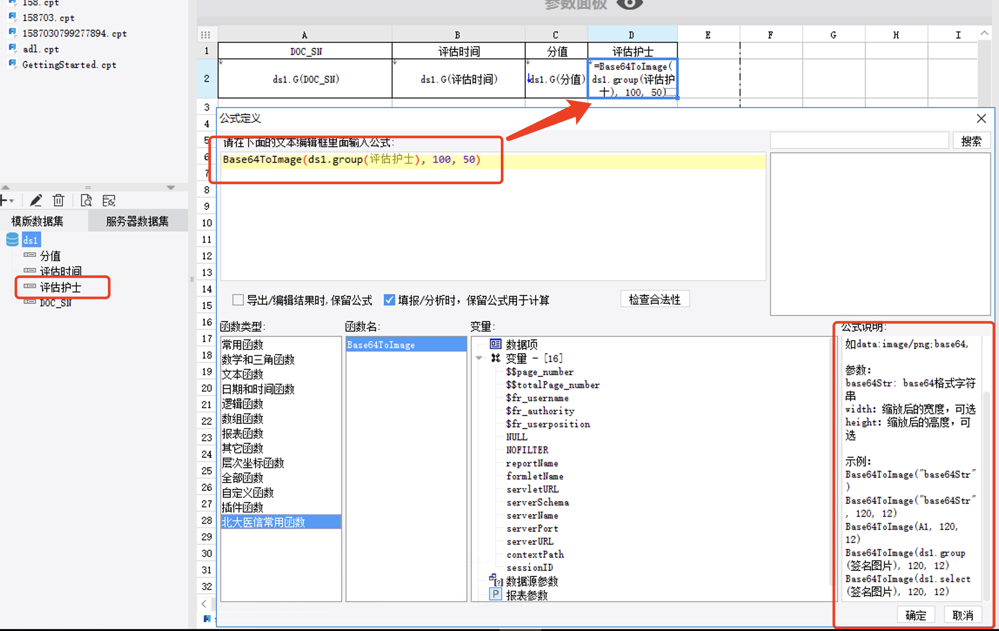 158.cpt
158703.cpt
1587030799277894.cpt
adl.cpt
GettingStarted.cpt
模版数据集
服务器数据集
ds1
分值
评估时间
评估护士
DOC_SN
参数面板
A B C D E F G H I
1 DOC_SN 评估时间 分值 评估护士
2 ds1.G(DOC_SN) ds1.G(评估时间) ds1.G(分值)
=Base64ToImage(
ds1.group(评估护
士), 100, 50)
3
4
5
6
7
8
9
10
11
12
13
14
15
16
17
18
19
20
21
22
23
24
25
26
27
28
29
30
31
32
公式定义
请在下面的文本编辑框里面输入公式:
搜索
Base64ToImage(ds1.group(评估护士), 100, 50)
导出/编辑结果时,保留公式
填报/分析时，保留公式用于计算
检查合法性
函数类型:
常用函数
数学和三角函数
文本函数
日期和时间函数
逻辑函数
数组函数
报表函数
其它函数
层次坐标函数
全部函数
自定义函数
插件函数
北大医信常用函数
函数名:
Base64ToImage
变量:
数据项
变量 - [16]
$$page_number
$$totalPage_number
$fr_username
$fr_authority
$fr_userposition
NULL
NOFILTER
reportName
formletName
servletURL
serverSchema
serverName
serverPort
serverURL
contextPath
sessionID
数据源参数
报表参数
公式说明:
如data:image/png;base64,
参数：
base64Str: base64格式字符
串
width：缩放后的宽度，可选
height：缩放后的高度，可
选
示例：
Base64ToImage("base64Str"
)
Base64ToImage("base64Str"
, 120, 12)
Base64ToImage(A1, 120,
12)
Base64ToImage(ds1.group
(签名图片), 120, 12)
Base64ToImage(ds1.select
(签名图片), 120, 12)
确定
取消